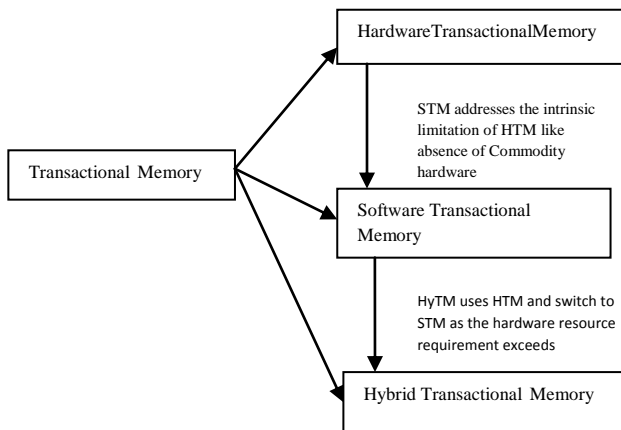 HardwareTransactionalMemory
STM addresses the intrinsic
limitation of HTM like
absence of Commodity
hardware
Transactional Memory
Software Transactional
Memory
HyTM uses HTM and switch to
STM as the hardware resource
requirement exceeds
Hybrid Transactional Memory